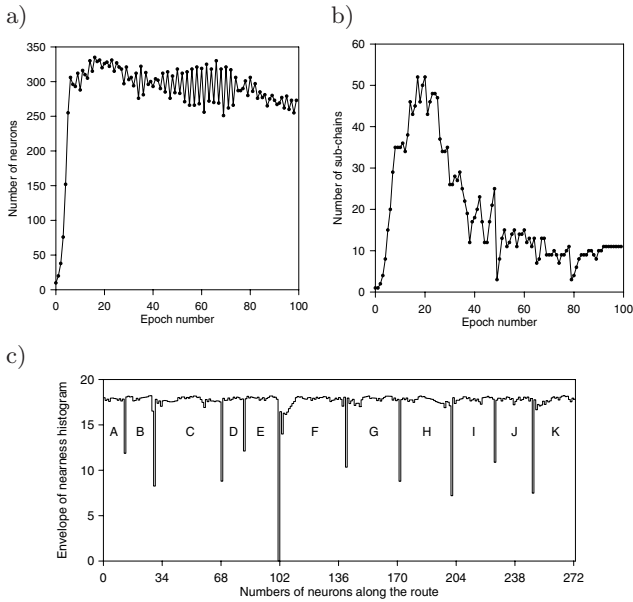 a)
b)
350
300
250
200
150
100
50
0
Number of neurons
0 20 40 60 80 100
Epoch number
60
50
40
30
20
10
0
Number of sub-chains
0 20 40 60 80 100
Epoch number
c)
20
15
10
5
0
Envelope of nearness histogram
A B C D E F G H I J K
0 34 68 102 136 170 204 238 272
Numbers of neurons along the route